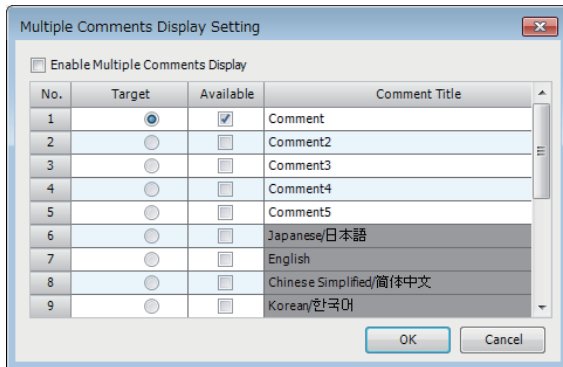 Multiple Comments Display Setting
Enable Multiple Comments Display
No. Target Available Comment Title
1 Comment
2 Comment2
3 Comment3
4 Comment4
5 Comment5
6 Japanese/日本語
7 English
8 Chinese Simplified/简体中文
9 Korean/한국어
OK Cancel